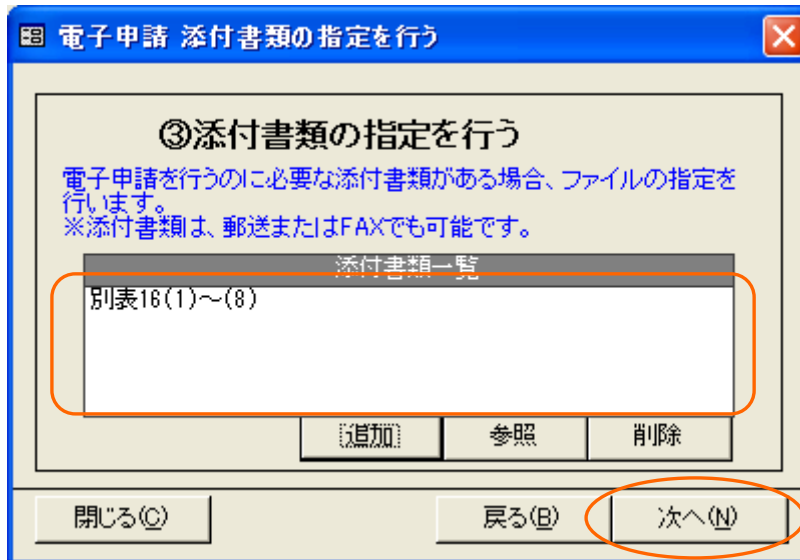 電子申請 添付書類の指定を行う
③添付書類の指定を行う
電子申請を行うのに必要な添付書類がある場合、ファイルの指定を
行います。
※添付書類は、郵送またはFAXでも可能です。
添付書類一覧
別表16(1)～(8)
追加 参照 削除
閉じる(C) 戻る(B) 次へ(N)